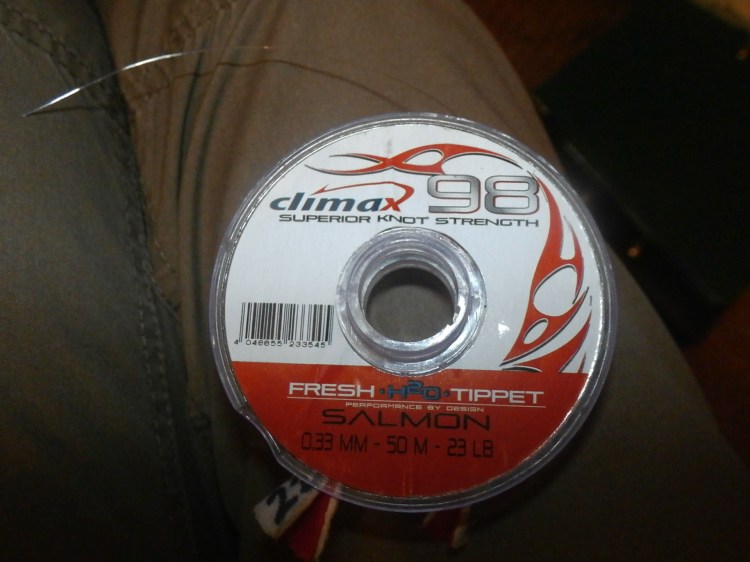 climax 98
SUPERIOR KNOT STRENGTH
4 048855 233545
FRESH · H2O · TIPPET
PERFORMANCE BY DESIGN
SALMON
0.33 MM - 50 M - 23 LB